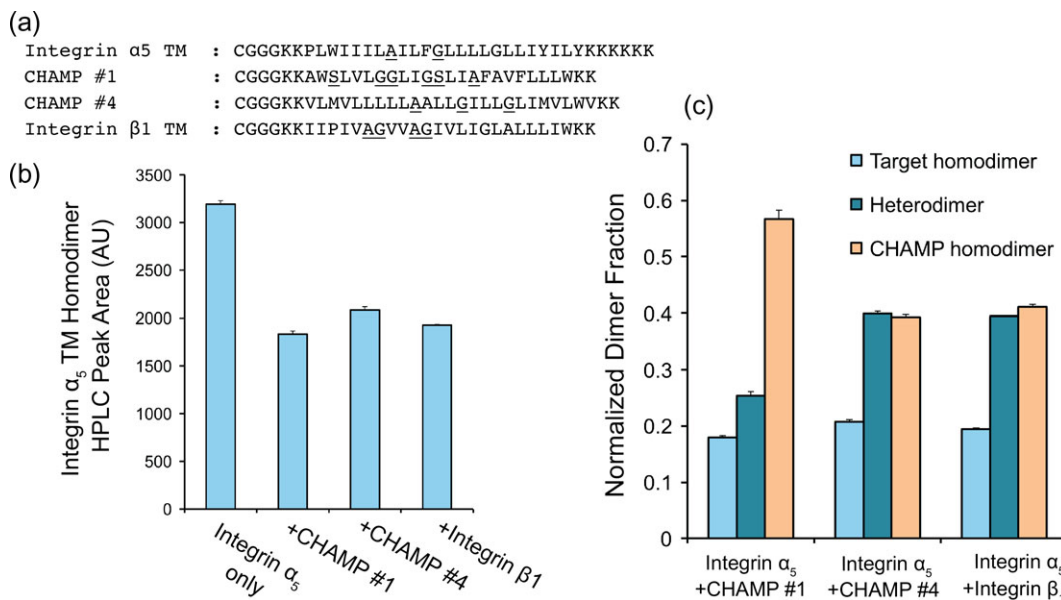 (a)
Integrin α5 TM : CGGGKKPLWIIILAILFGLLLLGLLIYILYKKKKKK
CHAMP #1 : CGGGKKAWSLVLGGLIGSLIAFAVFLLLWKK
CHAMP #4 : CGGGKKVLMVLLLLLAALLGILLGLIMVLWVKK
Integrin β1 TM : CGGGKKIIPIVAGVVAGIVLIGLALLLIWKK
(b)
Integrin α5 TM Homodimer
HPLC Peak Area (AU)
3500
3000
2500
2000
1500
1000
500
0
Integrin α5
only
+CHAMP #1
+CHAMP #4
+Integrin β1
(c)
Normalized Dimer Fraction
0.7
0.6
0.5
0.4
0.3
0.2
0.1
0
Target homodimer
Heterodimer
CHAMP homodimer
Integrin α5
+CHAMP #1
Integrin α5
+CHAMP #4
Integrin α5
+Integrin β